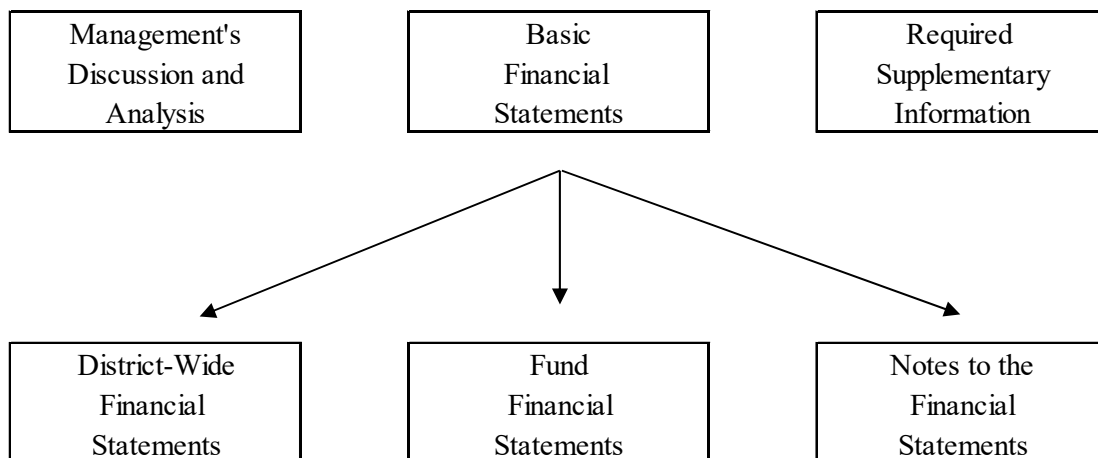 Management's
Discussion and
Analysis
Basic
Financial
Statements
Required
Supplementary
Information
District-Wide
Financial
Statements
Fund
Financial
Statements
Notes to the
Financial
Statements